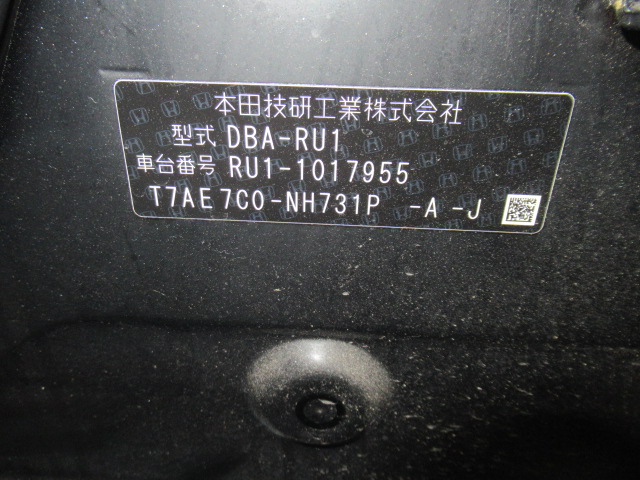 本田技研工業株式会社
型式 DBA-RU1
車台番号 RU1-1017955
T7AE7C0-NH731P -A -J